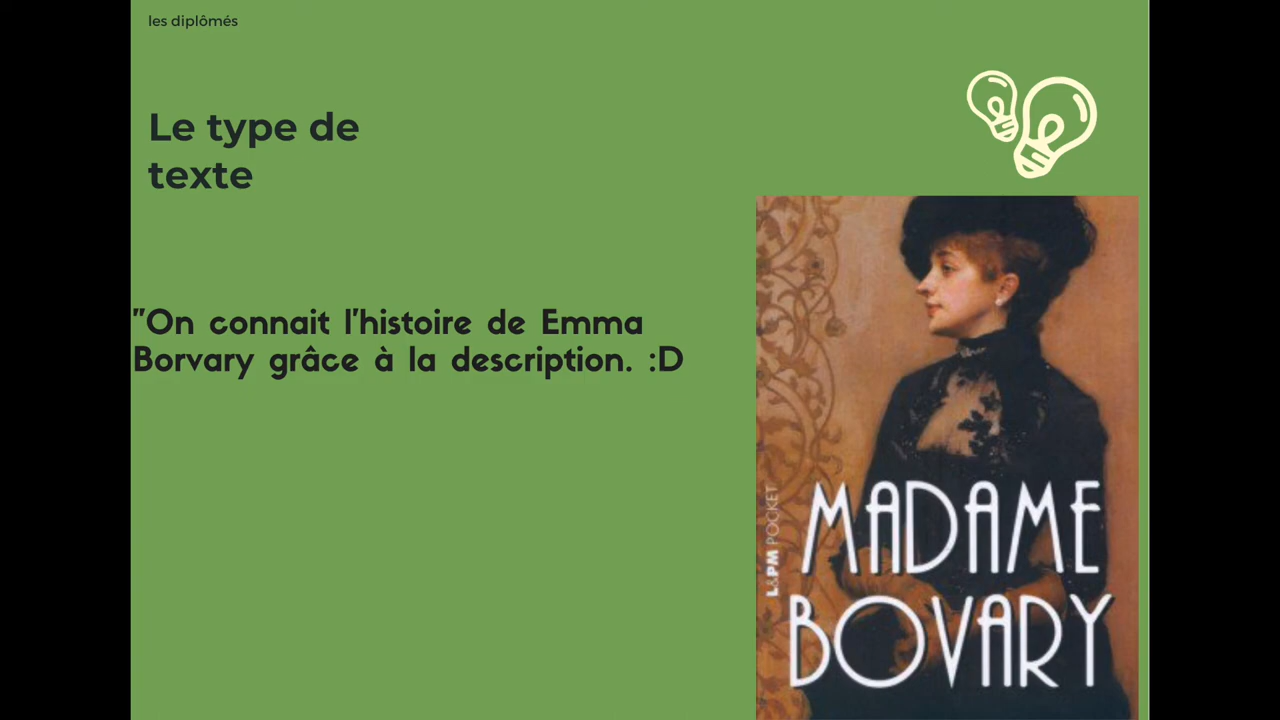 les diplômés
Le type de
texte
"On connait l'histoire de Emma
Borvary grâce à la description. :D
L&PM POCKET
MADAME
BOVARY